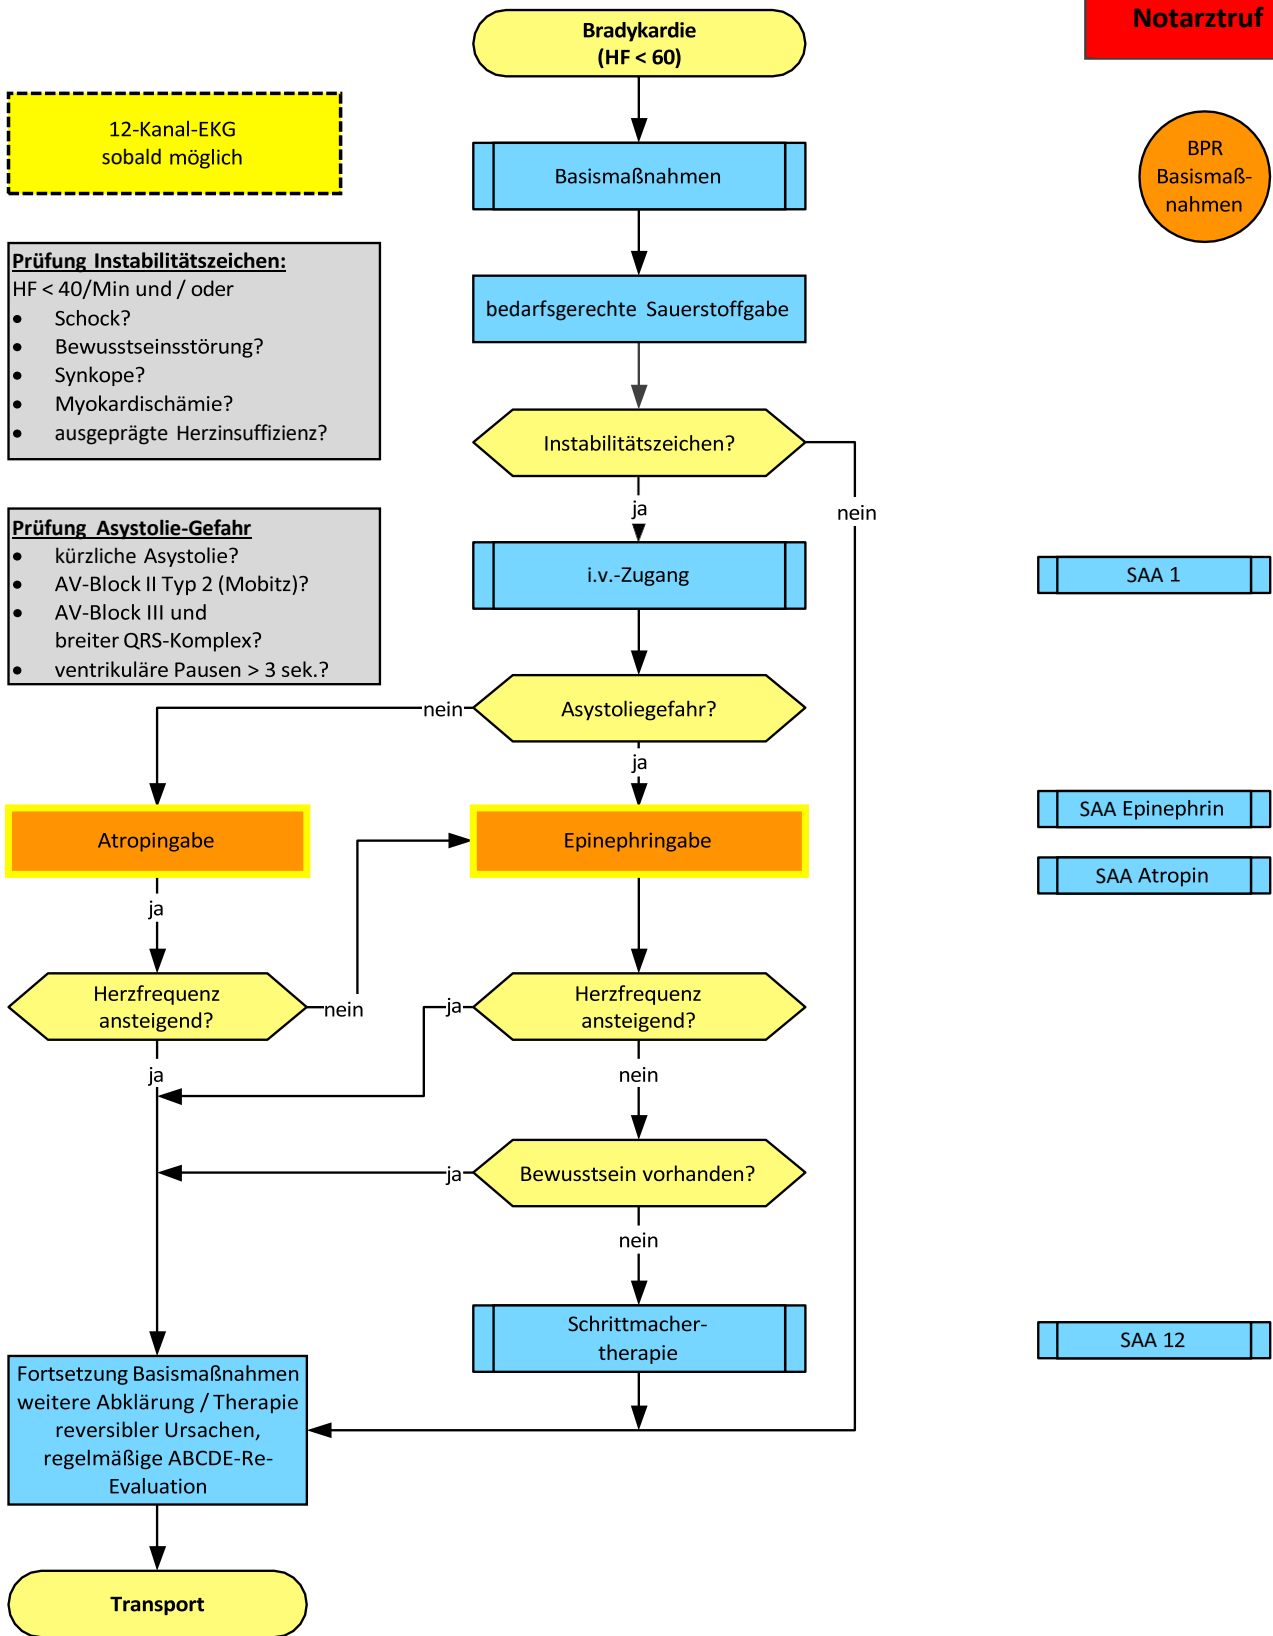 Notarztruf
Bradykardie
(HF < 60)
12-Kanal-EKG
sobald möglich
BPR
Basismaß-
nahmen
Basismaßnahmen
Prüfung Instabilitätszeichen:
HF < 40/Min und / oder
• Schock?
• Bewusstseinsstörung?
• Synkope?
• Myokardischämie?
• ausgeprägte Herzinsuffizienz?
bedarfsgerechte Sauerstoffgabe
Instabilitätszeichen?
ja
nein
Prüfung Asystolie-Gefahr
• kürzliche Asystolie?
• AV-Block II Typ 2 (Mobitz)?
• AV-Block III und
breiter QRS-Komplex?
• ventrikuläre Pausen > 3 sek.?
i.v.-Zugang
SAA 1
nein
Asystoliegefahr?
ja
SAA Epinephrin
Atropingabe
Epinephringabe
SAA Atropin
ja
Herzfrequenz
ansteigend?
nein
ja
Herzfrequenz
ansteigend?
ja
nein
ja
Bewusstsein vorhanden?
nein
Schrittmacher-
therapie
SAA 12
Fortsetzung Basismaßnahmen
weitere Abklärung / Therapie
reversibler Ursachen,
regelmäßige ABCDE-Re-
Evaluation
Transport